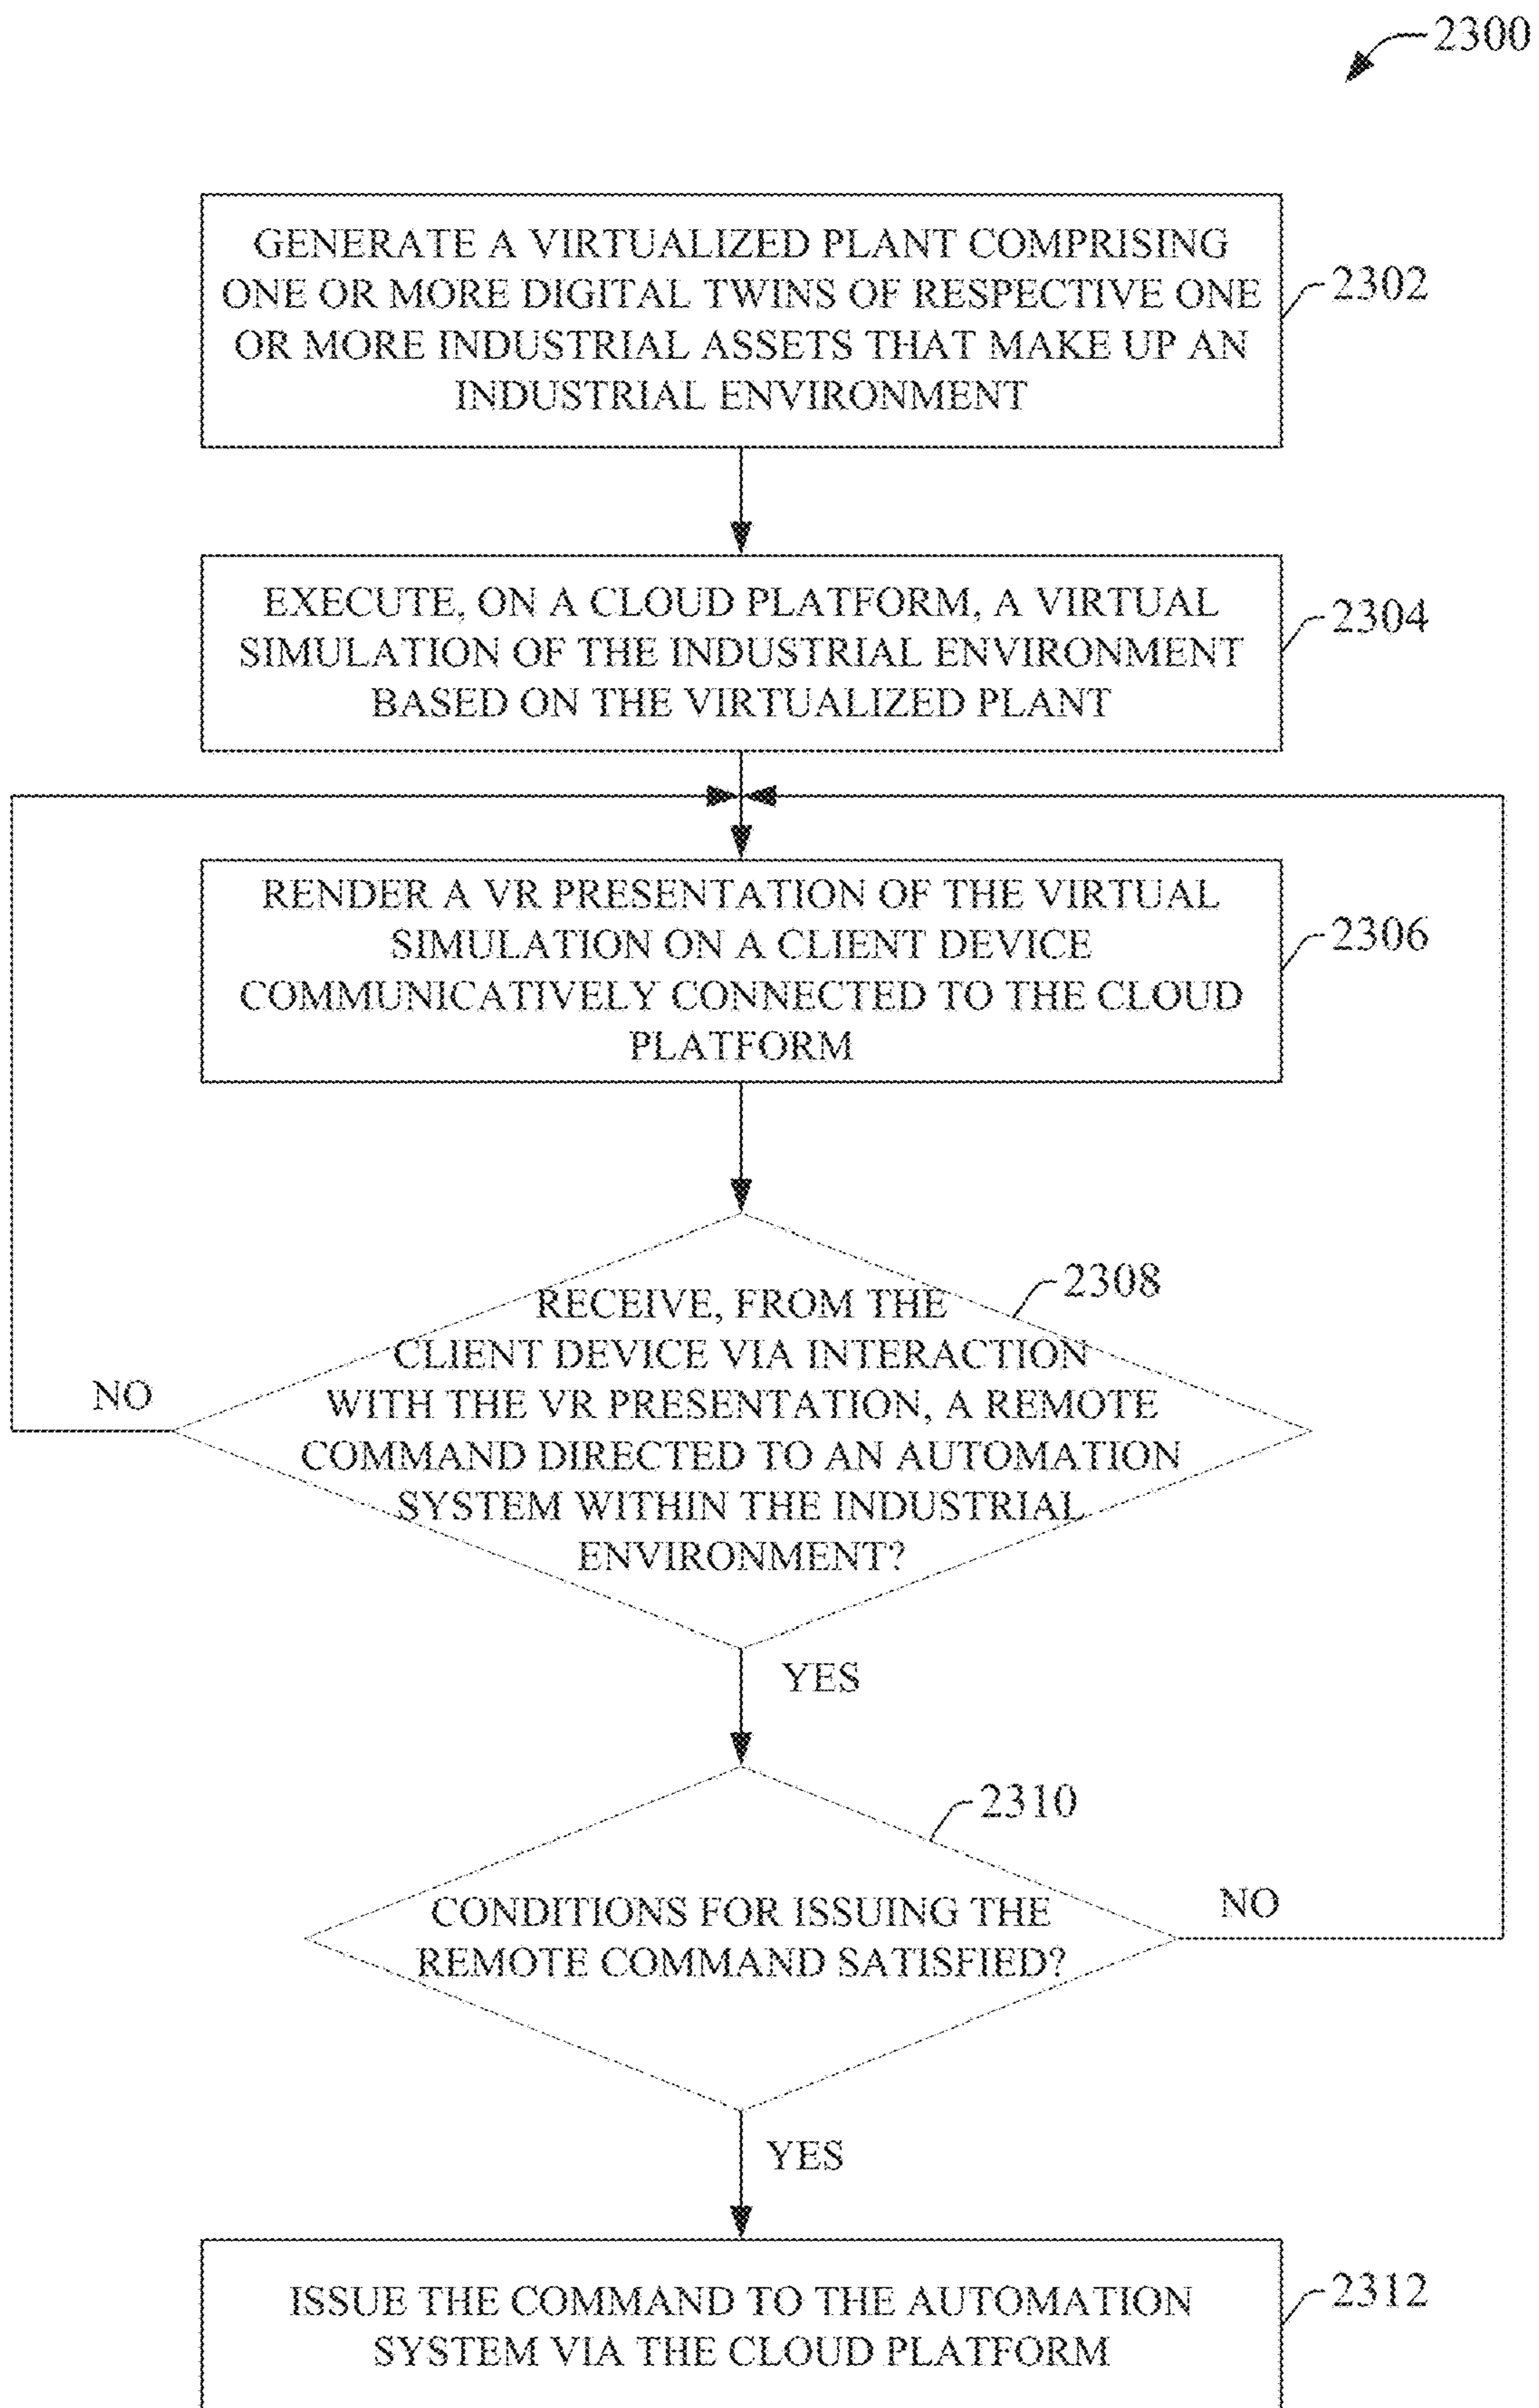 2300
GENERATE A VIRTUALIZED PLANT COMPRISING
ONE OR MORE DIGITAL TWINS OF RESPECTIVE ONE
OR MORE INDUSTRIAL ASSETS THAT MAKE UP AN
INDUSTRIAL ENVIRONMENT
2302
EXECUTE, ON A CLOUD PLATFORM, A VIRTUAL
SIMULATION OF THE INDUSTRIAL ENVIRONMENT
BASED ON THE VIRTUALIZED PLANT
2304
RENDER A VR PRESENTATION OF THE VIRTUAL
SIMULATION ON A CLIENT DEVICE
COMMUNICATIVELY CONNECTED TO THE CLOUD
PLATFORM
2306
2308
RECEIVE, FROM THE
CLIENT DEVICE VIA INTERACTION
WITH THE VR PRESENTATION, A REMOTE
COMMAND DIRECTED TO AN AUTOMATION
SYSTEM WITHIN THE INDUSTRIAL
ENVIRONMENT?
NO
YES
2310
CONDITIONS FOR ISSUING THE
REMOTE COMMAND SATISFIED?
NO
YES
ISSUE THE COMMAND TO THE AUTOMATION
SYSTEM VIA THE CLOUD PLATFORM
2312